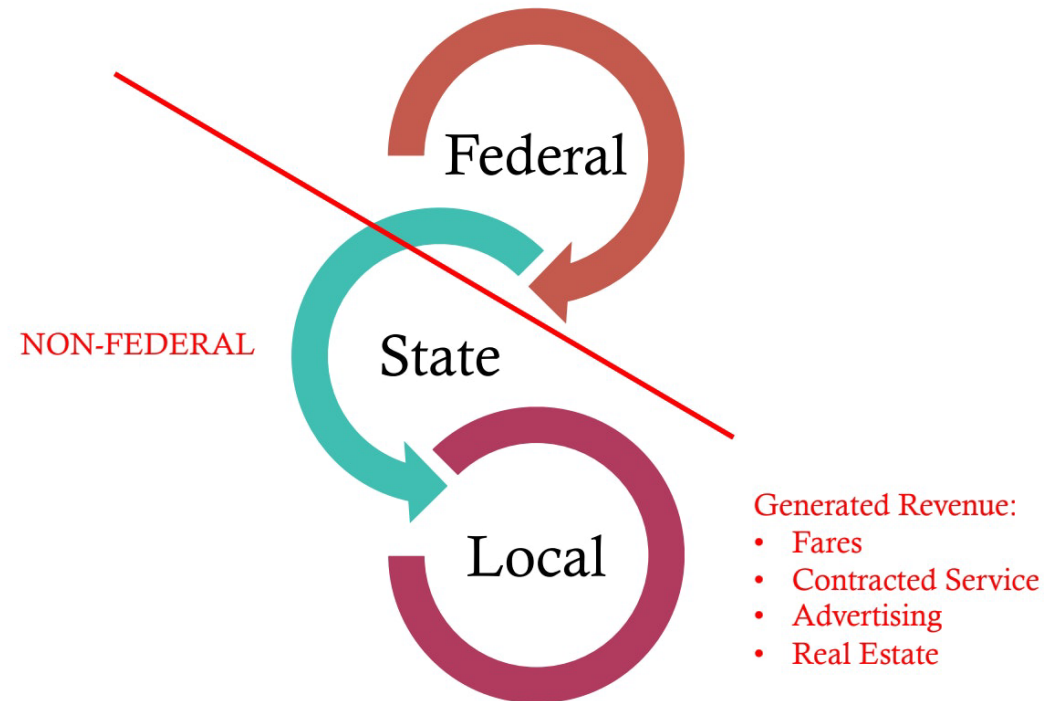 Federal
NON-FEDERAL
State
Local
Generated Revenue:
• Fares
• Contracted Service
• Advertising
• Real Estate